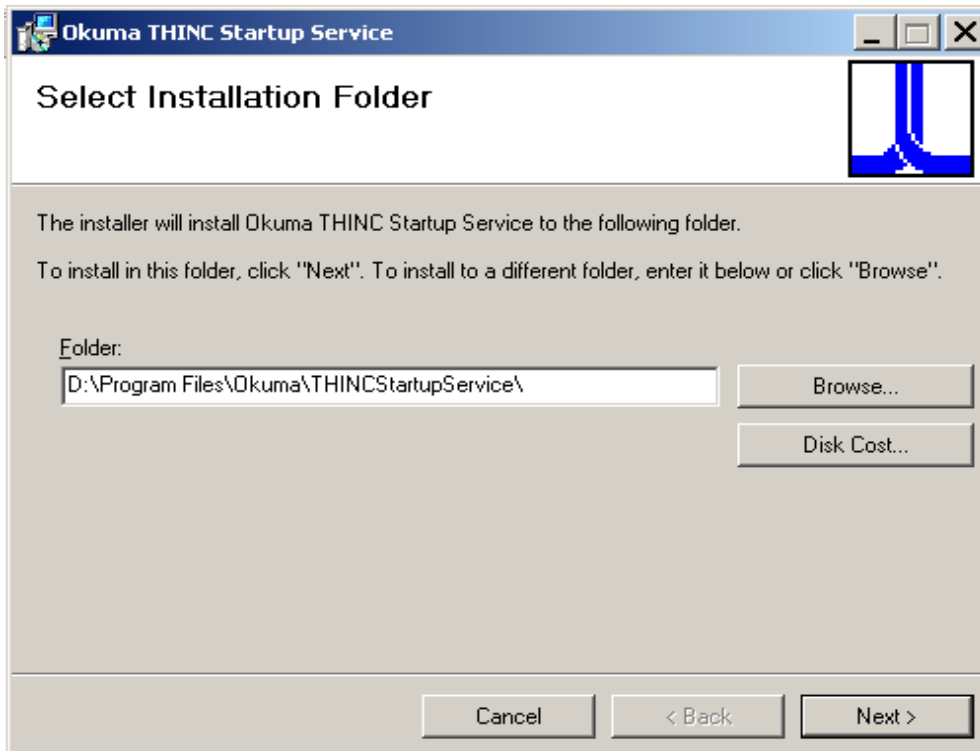 Okuma THINC Startup Service
Select Installation Folder
The installer will install Okuma THINC Startup Service to the following folder.
To install in this folder, click "Next". To install to a different folder, enter it below or click "Browse".
Folder:
D:\Program Files\Okuma\THINCStartupService\
Browse...
Disk Cost...
Cancel
< Back
Next >